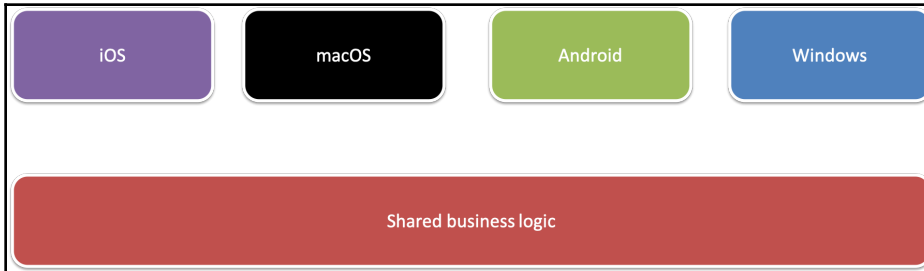 iOS
macOS
Android
Windows
Shared business logic